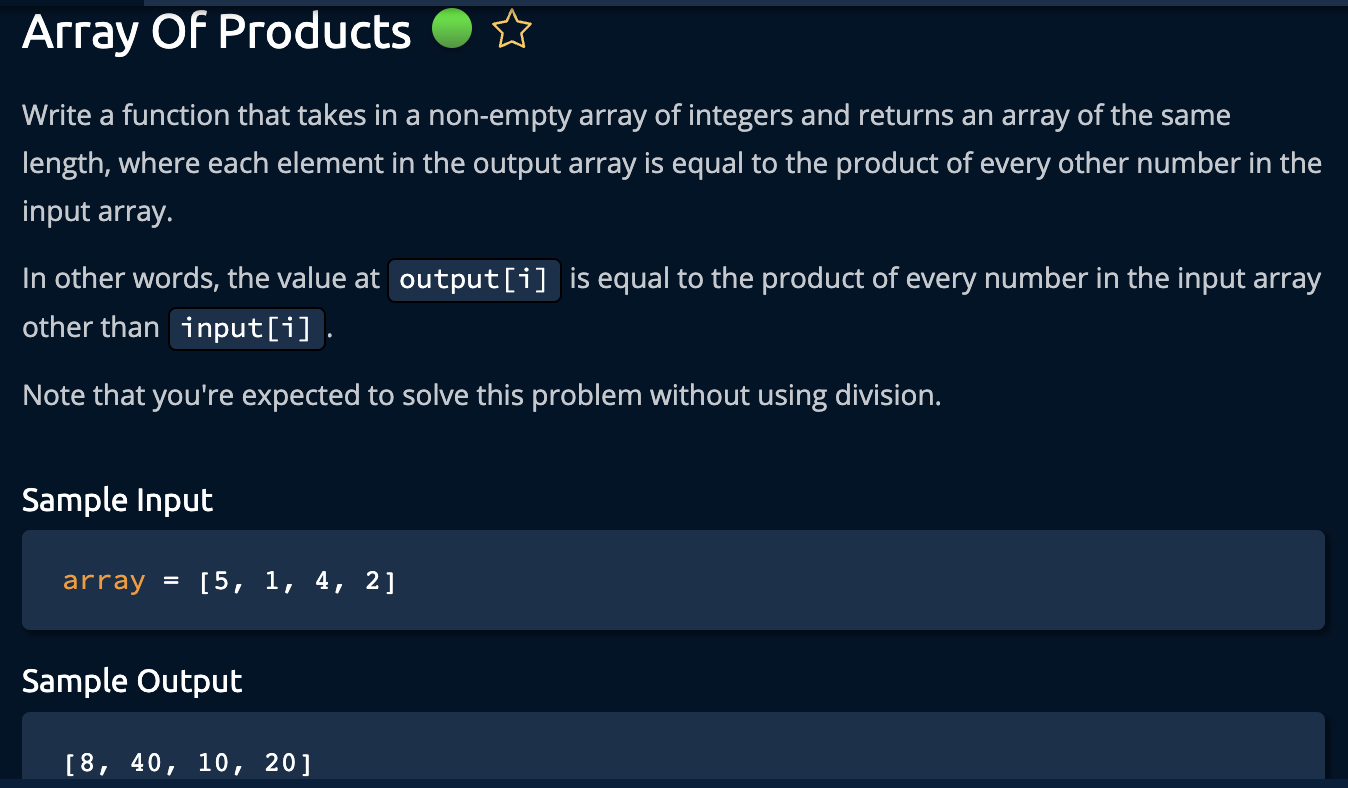 Array Of Products
Write a function that takes in a non-empty array of integers and returns an array of the same
length, where each element in the output array is equal to the product of every other number in the
input array.
In other words, the value at output[i] is equal to the product of every number in the input array
other than input[i].
Note that you're expected to solve this problem without using division.
Sample Input
array = [5, 1, 4, 2]
Sample Output
[8, 40, 10, 20]